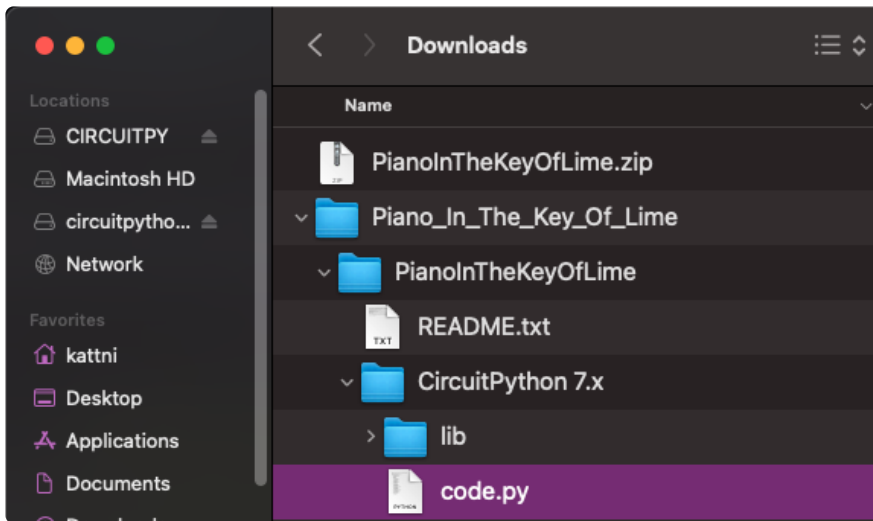 Downloads
Locations
CIRCUITPY
Macintosh HD
circuitpytho...
Network
Favorites
kattni
Desktop
Applications
Documents
Name
PianoInTheKeyOfLime.zip
Piano_In_The_Key_Of_Lime
PianoInTheKeyOfLime
TXT
README.txt
CircuitPython 7.x
lib
PYTHON
code.py